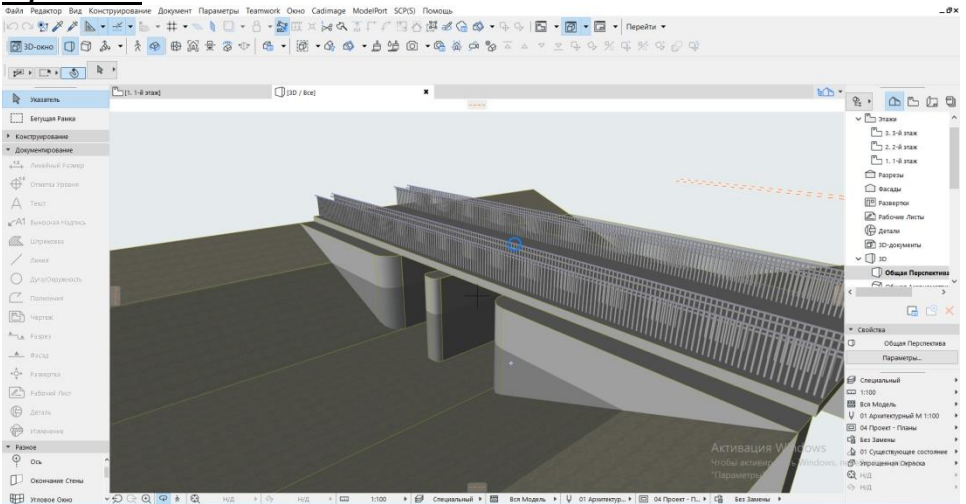 Файл Редактор Вид Конструирование Документ Параметры Teamwork Окно Cadimage ModelPort SCP(S) Помощь
Перейти
3D-окно
[1. 1-й этаж]
[3D / Все]
Указатель
Бегущая Рамка
Конструирование
Документирование
Линейный Размер
Отметка Уровня
Текст
A1 Выносная Надпись
Штриховка
Линия
Дуга/Окружность
Полилиния
Чертеж
Разрез
Фасад
Развертка
Рабочий Лист
Деталь
Изменение
Разное
Ось
Окончание Стены
Угловое Окно
Этажи
3. 3-й этаж
2. 2-й этаж
1. 1-й этаж
Разрезы
Фасады
Развертки
Рабочие Листы
Детали
3D-документы
3D
Общая Перспектива
Свойства
Общая Перспектива
Параметры...
Специальный
1:100
Вся Модель
01 Архитектурный М 1:100
04 Проект - Планы
Без Замены
01 Существующее состояние
Упрощенная Окраска
Н/Д
Н/Д
Активация Windows
Чтобы активировать Windows,
"Параметры
Н/Д
Н/Д
1:100
Специальный
Вся Модель
01 Архитектур...
04 Проект - П...
Без Замены